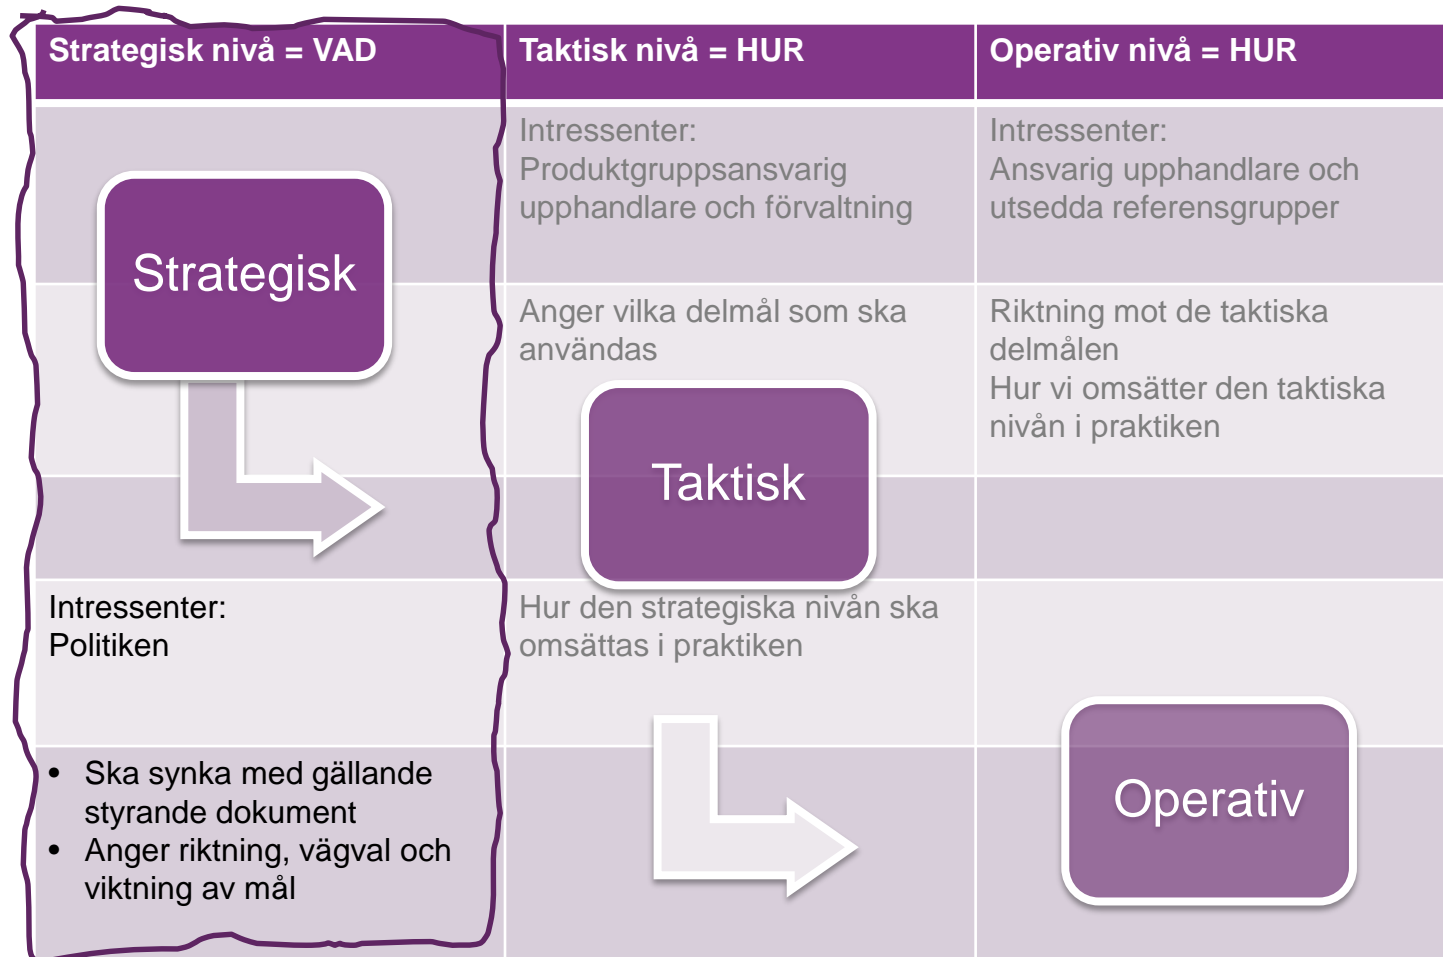 Strategisk nivå = VAD
Taktisk nivå = HUR
Operativ nivå = HUR
Intressenter:
Produktgruppsansvarig
upphandlare och förvaltning
Intressenter:
Ansvarig upphandlare och
utsedda referensgrupper
Strategisk
Anger vilka delmål som ska
användas
Riktning mot de taktiska
delmålen
Hur vi omsätter den taktiska
nivån i praktiken
Taktisk
Intressenter:
Politiken
Hur den strategiska nivån ska
omsättas i praktiken
• Ska synka med gällande
styrande dokument
• Anger riktning, vägval och
viktning av mål
Operativ